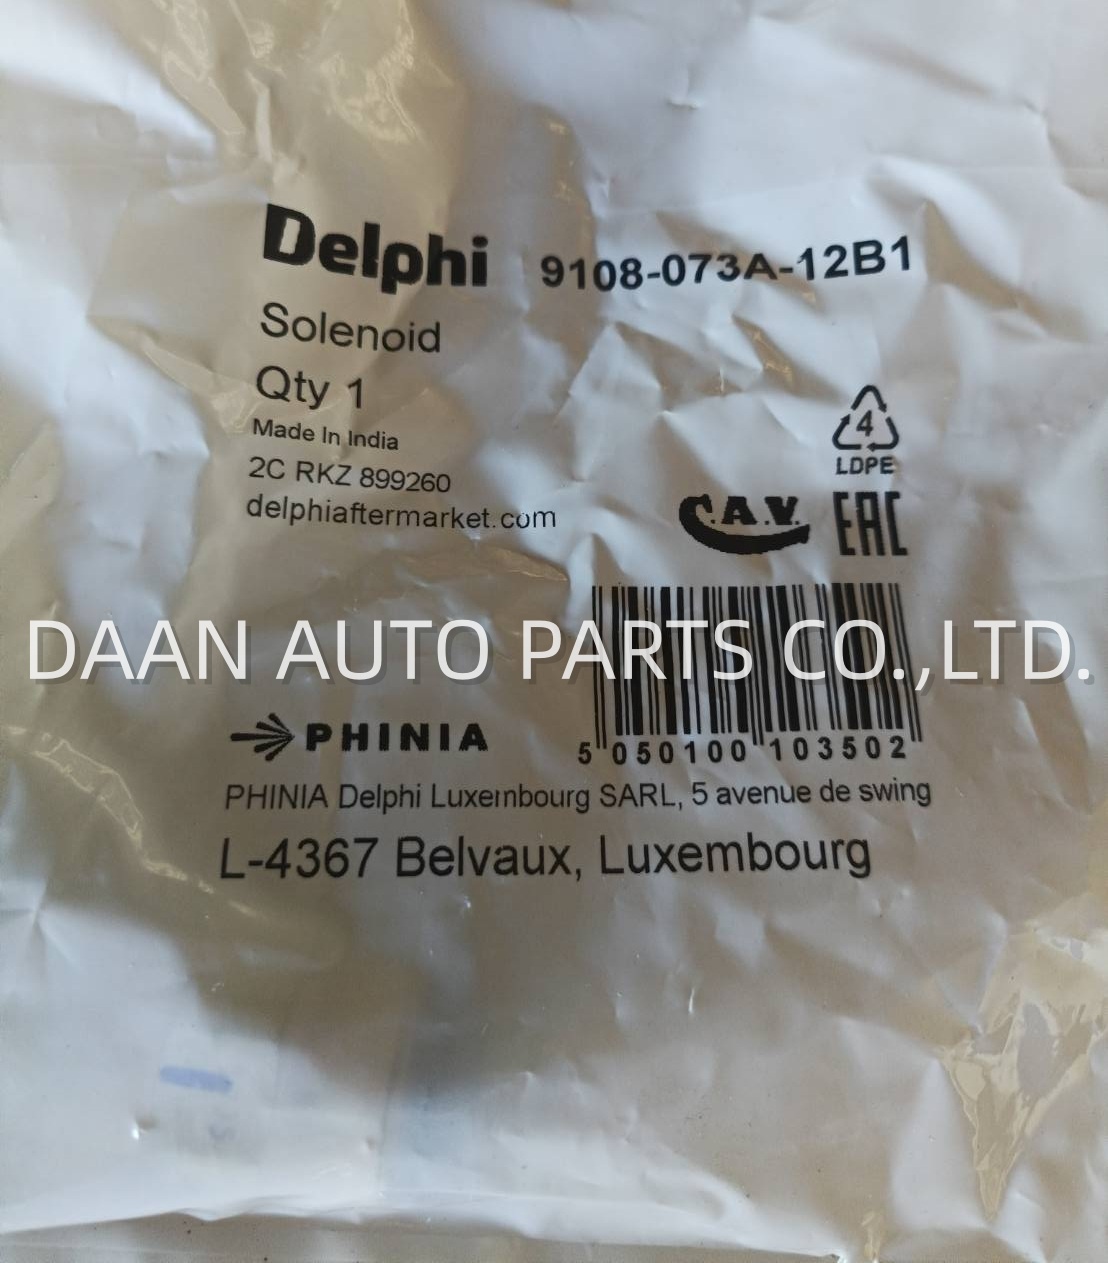 Delphi 9108-073A-12B1
Solenoid
Qty 1
Made In India
2C RKZ 899260
delphiaftermarket.com
4
LDPE
C.A.V.
EAC
DAAN AUTO PARTS CO.,LTD.
PHINIA
5 050100 103502
PHINIA Delphi Luxembourg SARL, 5 avenue de swing
L-4367 Belvaux, Luxembourg